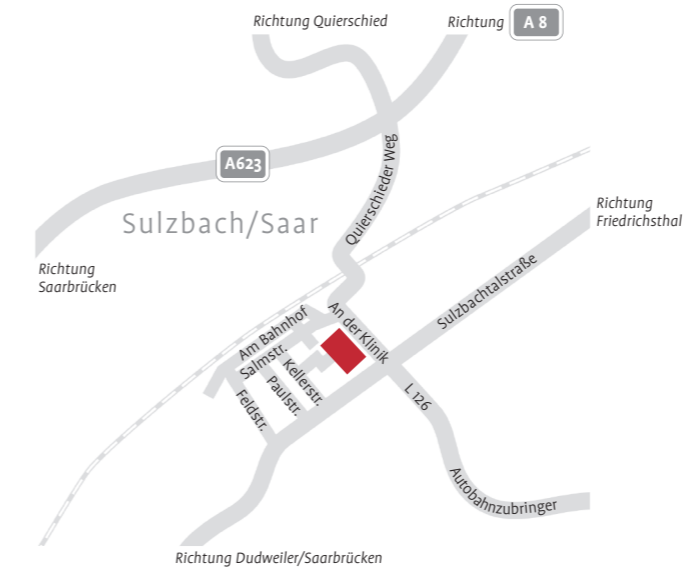 Richtung Quierschied
Richtung A 8
A623
Quierschieder Weg
Sulzbach/Saar
Richtung
Friedrichsthal
Richtung
Saarbrücken
Sulzbachtalstraße
An der Klinik
Am Bahnhof
Salmstr.
Kellerstr.
Paulstr.
Feldstr.
L 126
Autobahnzubringer
Richtung Dudweiler/Saarbrücken